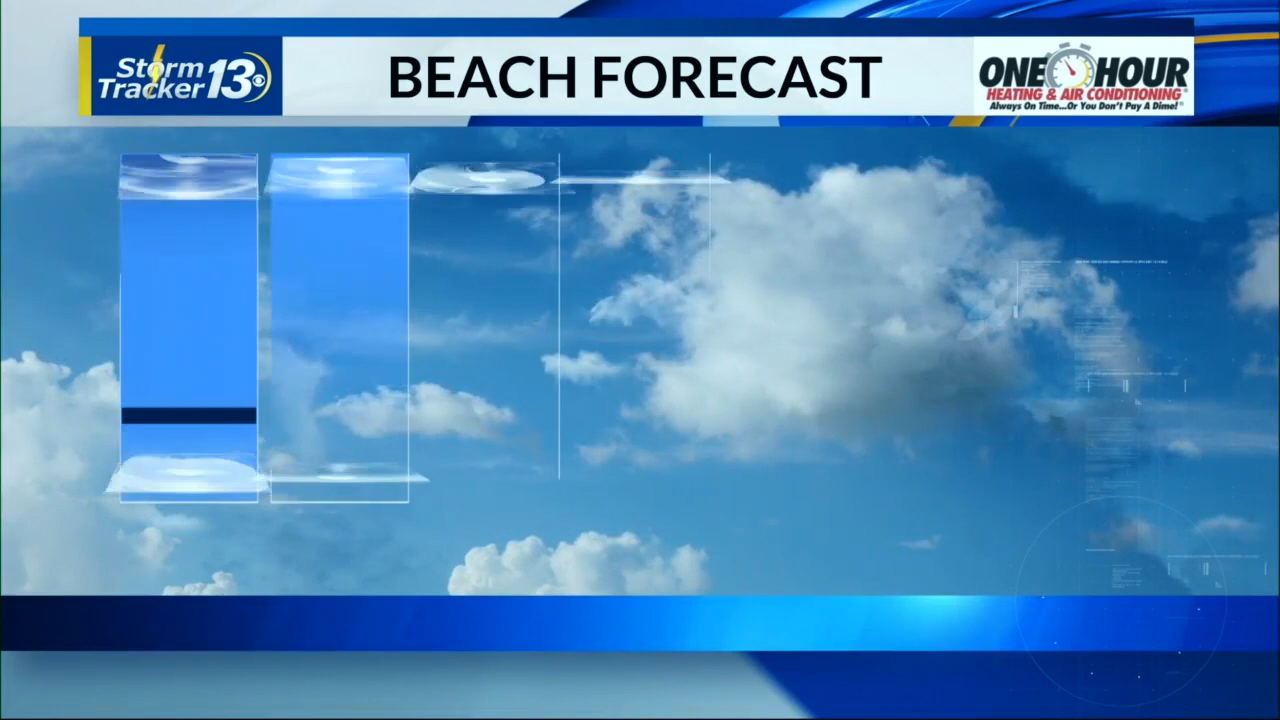 Storm
Tracker 13
BEACH FORECAST
ONE HOUR
HEATING & AIR CONDITIONING
Always On Time...Or You Don't Pay A Dime!